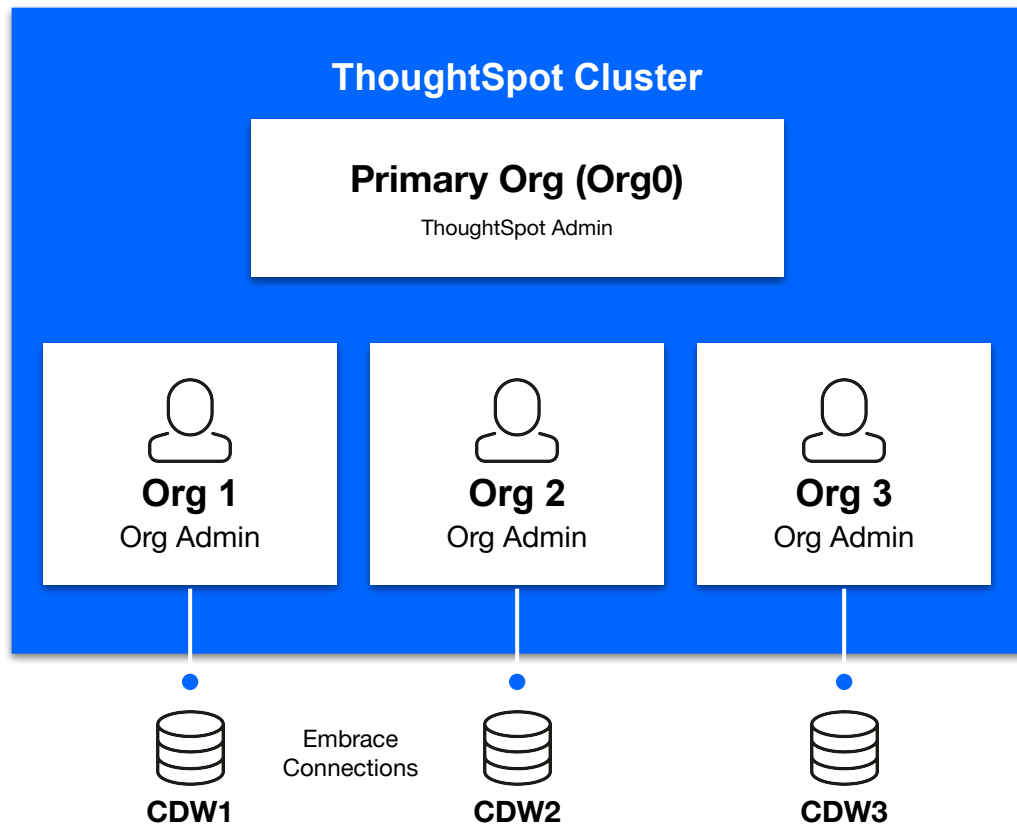 ThoughtSpot Cluster
Primary Org (Org0)
ThoughtSpot Admin
Org 1
Org Admin
Org 2
Org Admin
Org 3
Org Admin
Embrace
Connections
CDW1
CDW2
CDW3